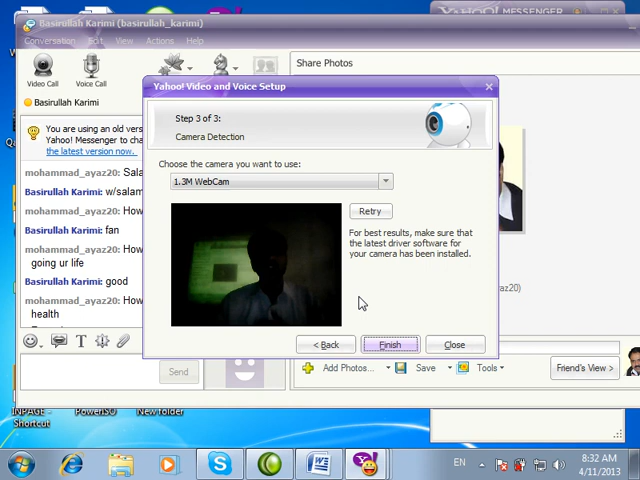 YAHOO! MESSENGER
Basirullah Karimi (basirullah_karimi)
Conversation Edit View Actions Help
Video Call Voice Call
Share Photos
Basirullah Karimi
You are using an old vers
Yahoo! Messenger to cha
the latest version now.
mohammad_ayaz20: Sala
Basirullah Karimi: w/salam
mohammad_ayaz20: How
Basirullah Karimi: fan
mohammad_ayaz20: How
going ur life
Basirullah Karimi: good
mohammad_ayaz20: How
health
Send
Yahoo! Video and Voice Setup
Step 3 of 3:
Camera Detection
Choose the camera you want to use:
1.3M WebCam
Retry
For best results, make sure that
the latest driver software for
your camera has been installed.
< Back Finish Close
z20)
Add Photos... Save Tools Friend's View >
INPAGE -
Shortcut
PowerISO
New folder
EN
8:32 AM
4/11/2013